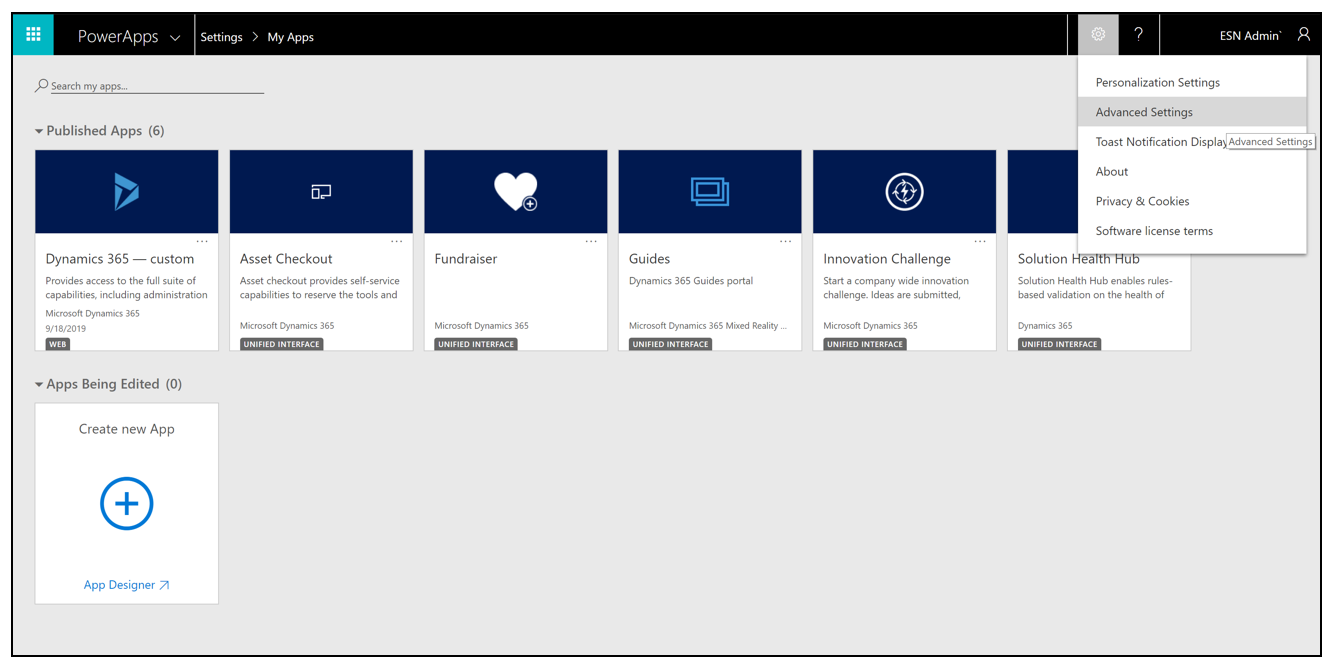 PowerApps
Settings > My Apps
?
ESN Admin`
Search my apps...
Personalization Settings
Advanced Settings
Toast Notification Display
Advanced Settings
About
Privacy & Cookies
Software license terms
Published Apps (6)
...
Dynamics 365 — custom
Provides access to the full suite of
capabilities, including administration
Microsoft Dynamics 365
9/18/2019
WEB
...
Asset Checkout
Asset checkout provides self-service
capabilities to reserve the tools and
Microsoft Dynamics 365
UNIFIED INTERFACE
...
Fundraiser
Microsoft Dynamics 365
UNIFIED INTERFACE
...
Guides
Dynamics 365 Guides portal
Microsoft Dynamics 365 Mixed Reality ...
UNIFIED INTERFACE
...
Innovation Challenge
Start a company wide innovation
challenge. Ideas are submitted,
Microsoft Dynamics 365
UNIFIED INTERFACE
Solution Health Hub
Solution Health Hub enables rules-
based validation on the health of
Dynamics 365
UNIFIED INTERFACE
Apps Being Edited (0)
Create new App
App Designer